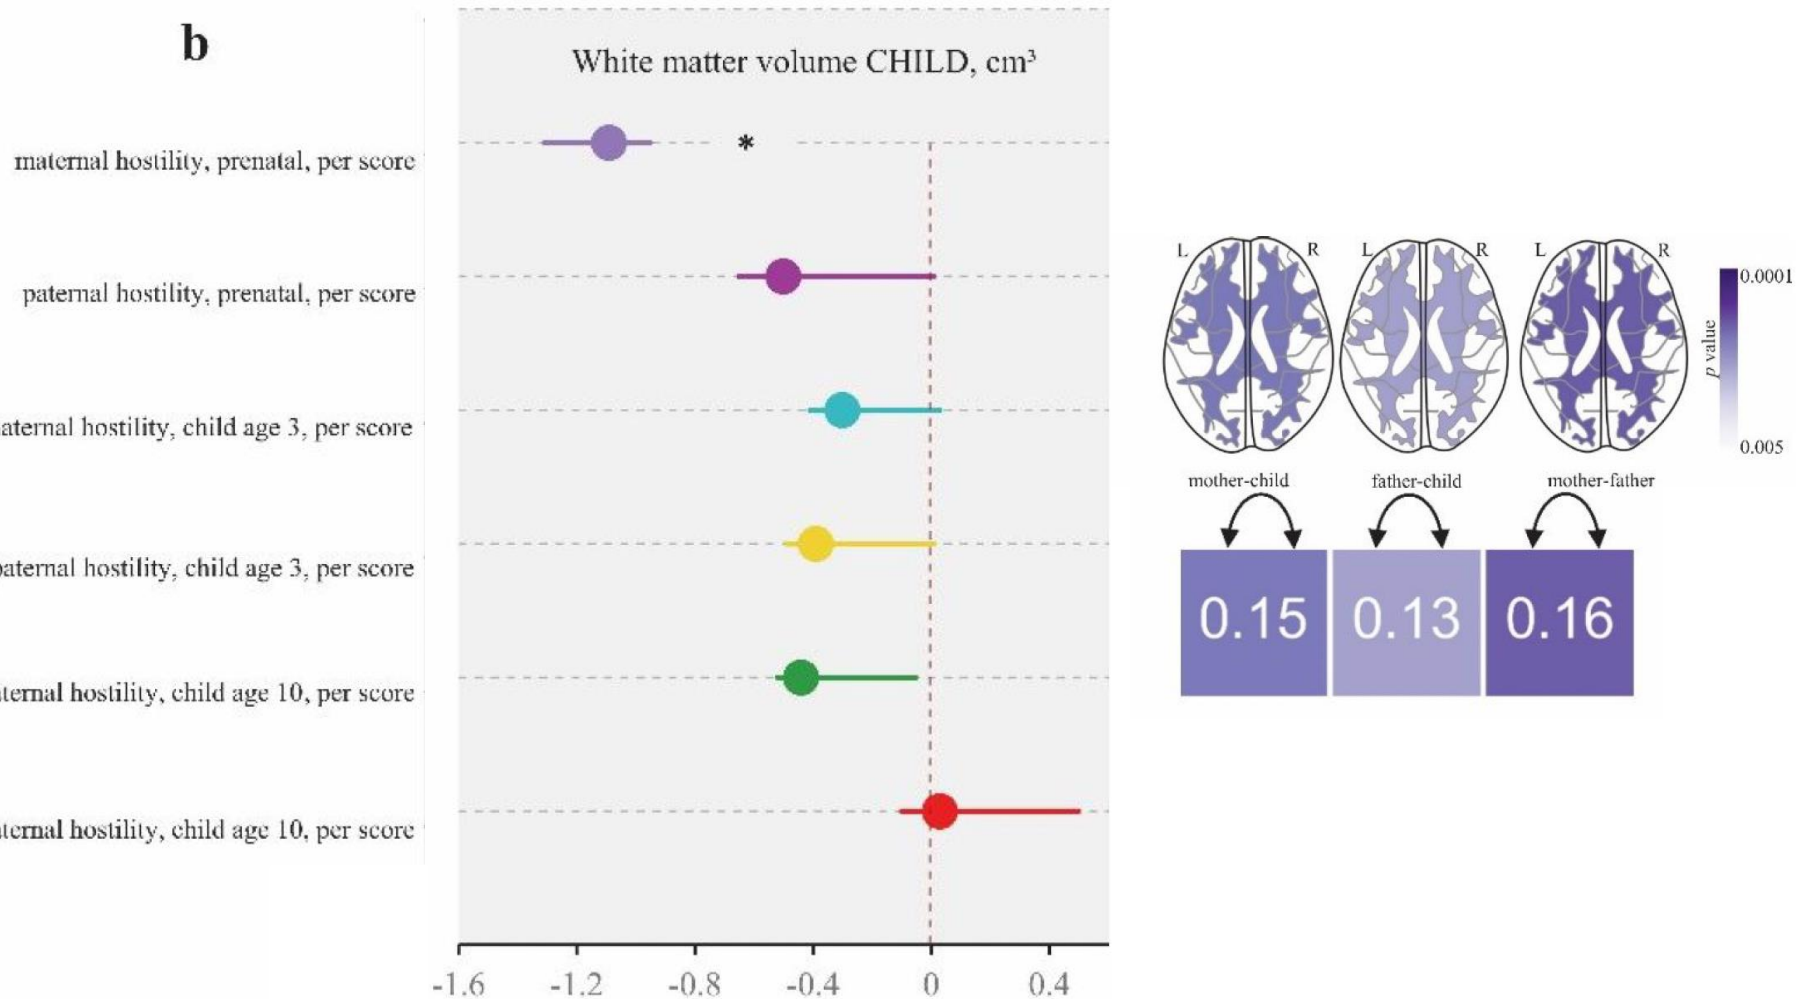 b
White matter volume CHILD, cm³
maternal hostility, prenatal, per score
*
paternal hostility, prenatal, per score
aternal hostility, child age 3, per score
paternal hostility, child age 3, per score
ternal hostility, child age 10, per score
ternal hostility, child age 10, per score
-1.6 -1.2 -0.8 -0.4 0 0.4
L R L R L R
0.0001
p value
0.005
mother-child father-child mother-father
0.15 0.13 0.16